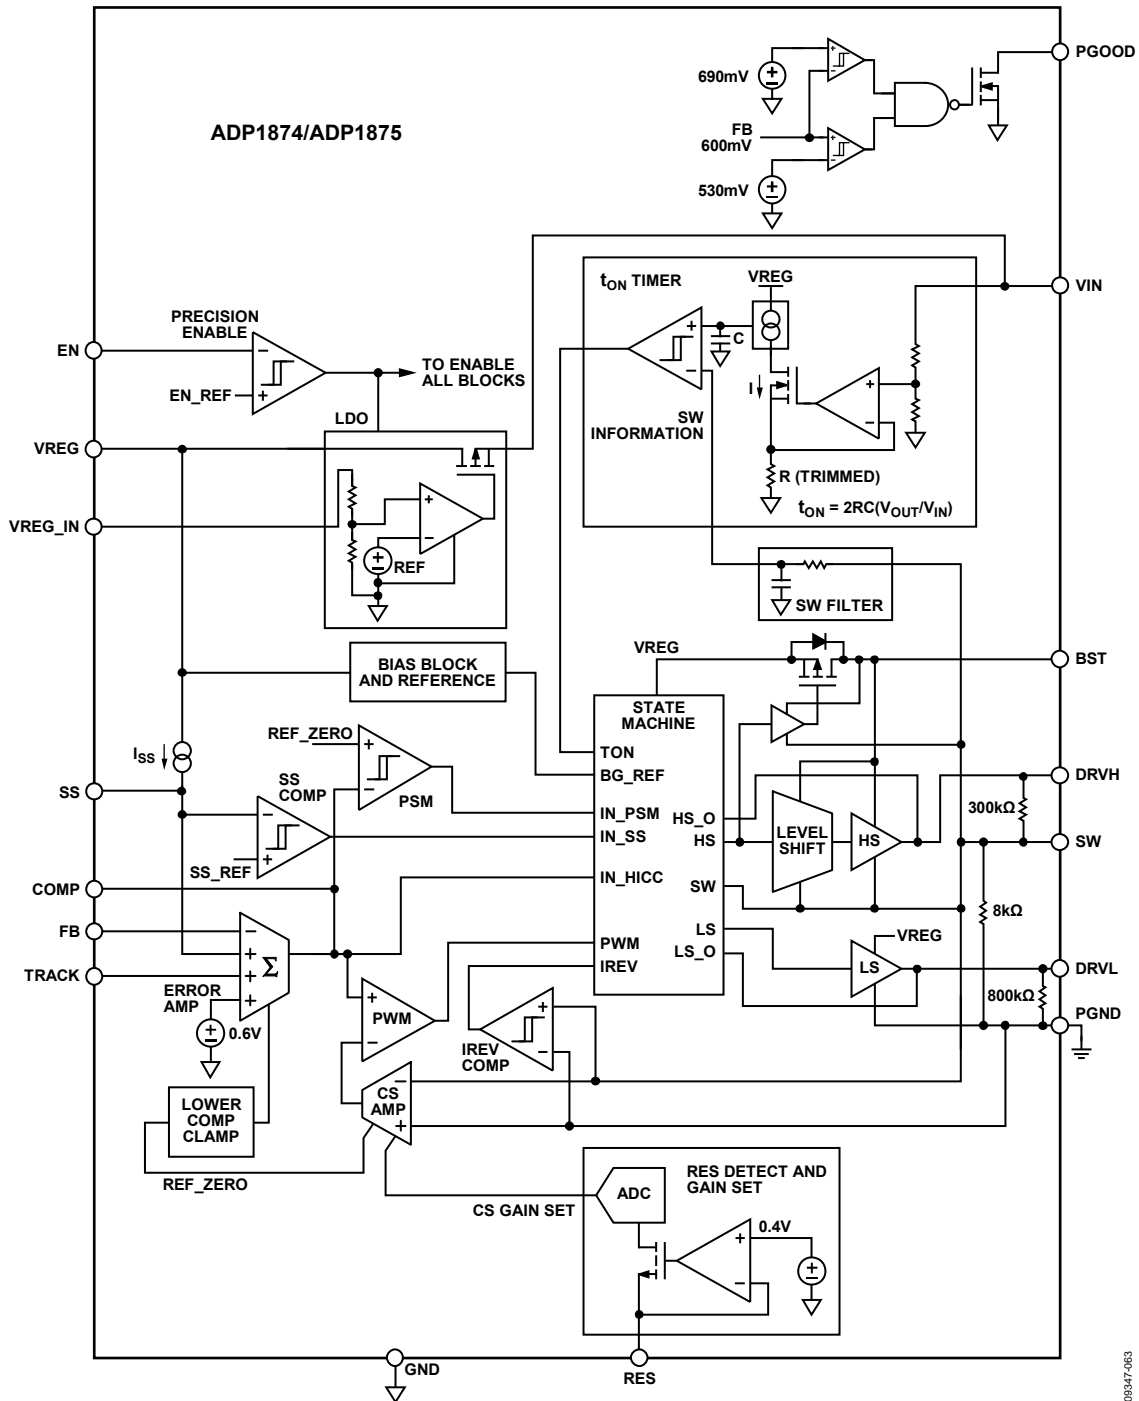 ADP1874/ADP1875
PGOOD
690mV
FB
600mV
530mV
VIN
tON TIMER
VREG
C
I
SW
INFORMATION
R (TRIMMED)
tON = 2RC(VOUT/VIN)
PRECISION
ENABLE
EN
EN_REF
TO ENABLE
ALL BLOCKS
LDO
VREG
VREG_IN
REF
SW FILTER
BIAS BLOCK
AND REFERENCE
VREG
BST
STATE
MACHINE
TON
BG_REF
IN_PSM
IN_SS
IN_HICC
PWM
IREV
HS_O
HS
SW
LS
LS_O
ISS
REF_ZERO
PSM
SS
SS
COMP
SS_REF
LEVEL
SHIFT
HS
DRVH
300kΩ
SW
8kΩ
COMP
FB
TRACK
Σ
ERROR
AMP
0.6V
PWM
IREV
COMP
VREG
LS
DRVL
800kΩ
PGND
LOWER
COMP
CLAMP
CS
AMP
REF_ZERO
CS GAIN SET
ADC
RES DETECT AND
GAIN SET
0.4V
GND
RES
09347-063